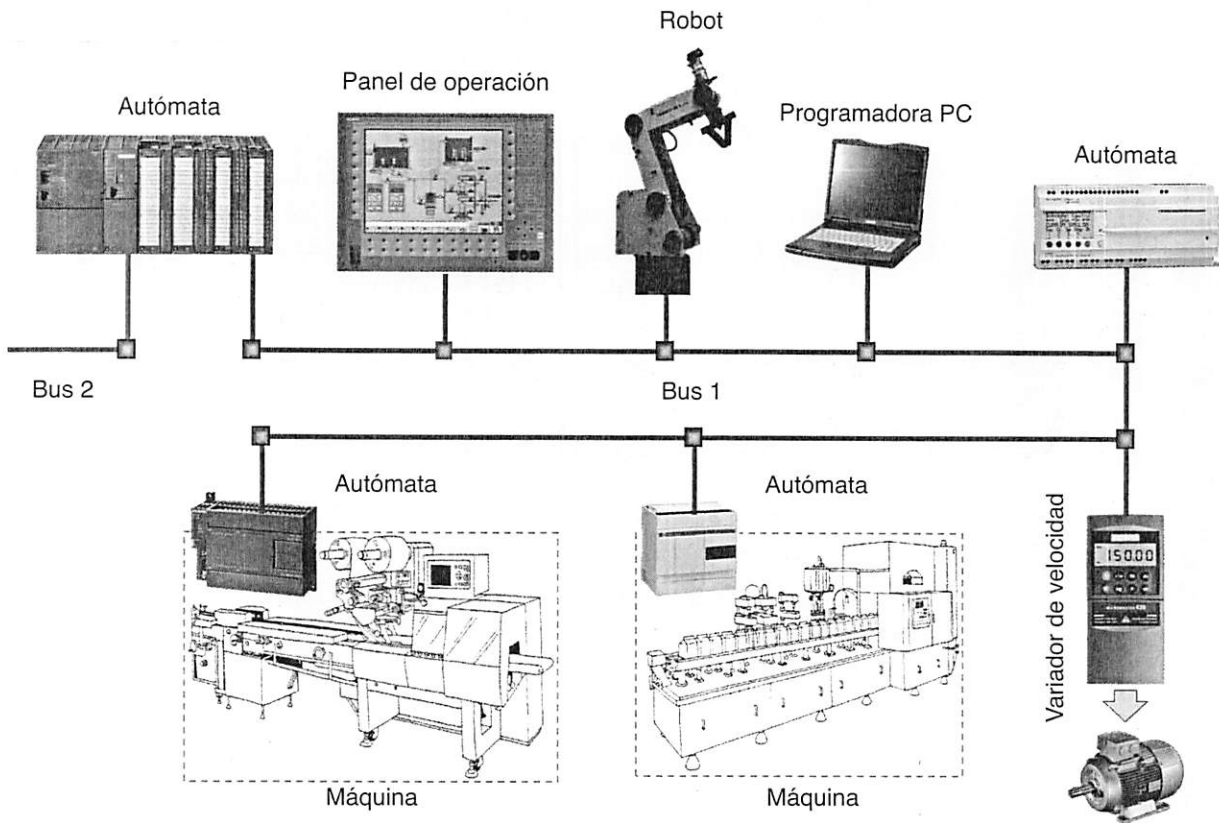 Robot
Panel de operación
Autómata
Programadora PC
Autómata
Bus 2
Bus 1
Autómata
Autómata
Variador de velocidad
150.00
Máquina
Máquina